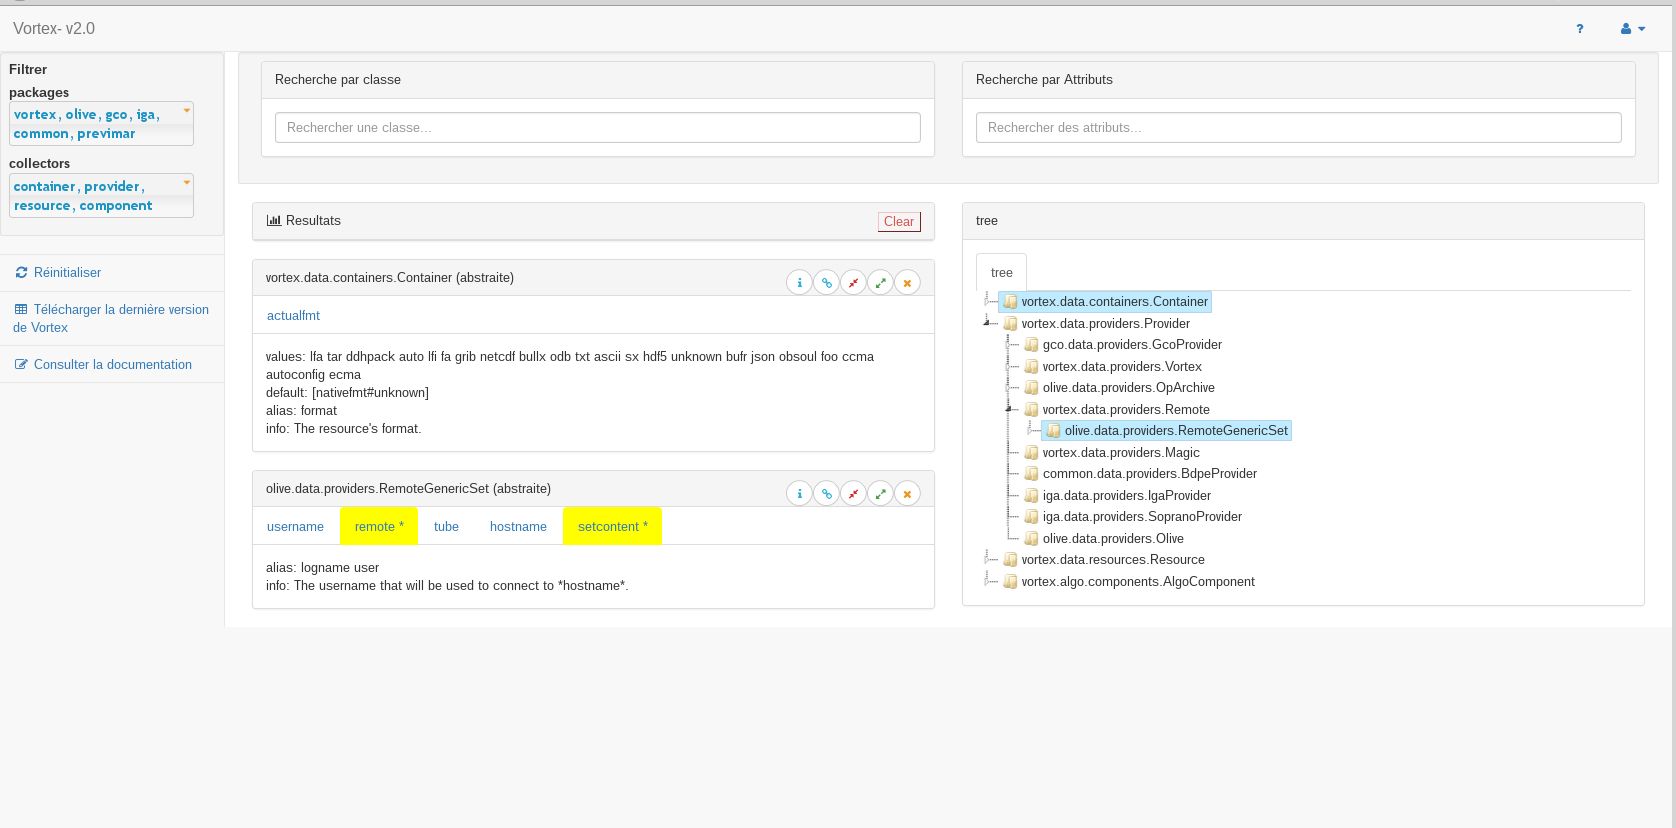 Vortex- v2.0
?
Filtrer
packages
vortex, olive, gco, iga,
common, previmar
collectors
container, provider,
resource, component
Réinitialiser
Télécharger la dernière version
de Vortex
Consulter la documentation
Recherche par classe
Rechercher une classe...
Recherche par Attributs
Rechercher des attributs...
Resultats
Clear
vortex.data.containers.Container (abstraite)
actualfmt
values: lfa tar ddhpack auto lfi fa grib netcdf bullx odb txt ascii sx hdf5 unknown bufr json obsoul foo ccma
autoconfig ecma
default: [nativefmt#unknown]
alias: format
info: The resource's format.
olive.data.providers.RemoteGenericSet (abstraite)
username remote * tube hostname setcontent *
alias: logname user
info: The username that will be used to connect to *hostname*.
tree
tree
vortex.data.containers.Container
vortex.data.providers.Provider
gco.data.providers.GcoProvider
vortex.data.providers.Vortex
olive.data.providers.OpArchive
vortex.data.providers.Remote
olive.data.providers.RemoteGenericSet
vortex.data.providers.Magic
common.data.providers.BdpeProvider
iga.data.providers.IgaProvider
iga.data.providers.SopranoProvider
olive.data.providers.Olive
vortex.data.resources.Resource
vortex.algo.components.AlgoComponent